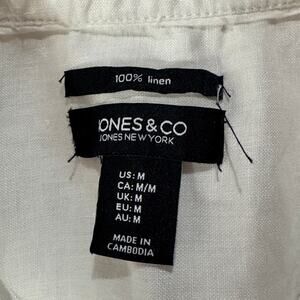 100% linen
JONES & CO
JONES NEW YORK
US: M
CA: M/M
UK: M
EU: M
AU: M
MADE IN
CAMBODIA